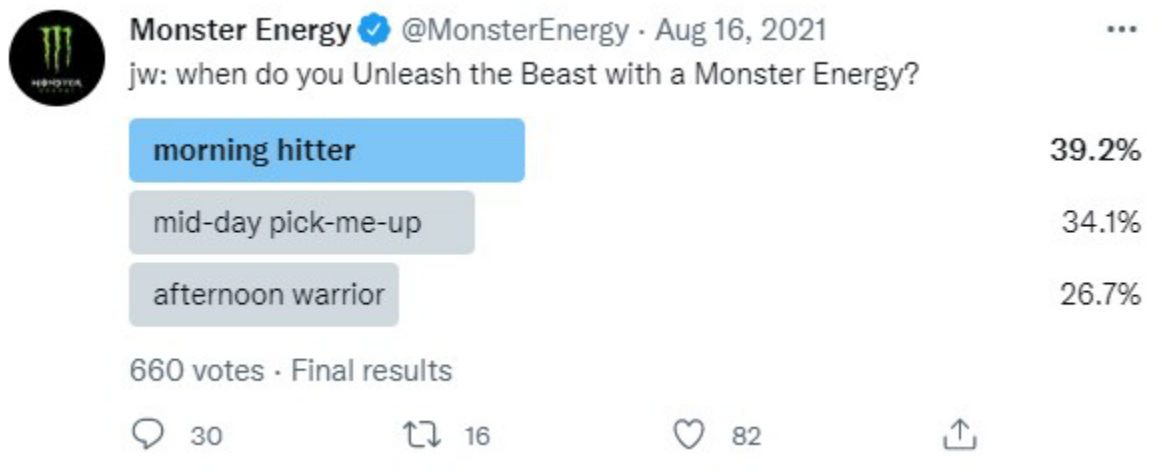 Monster Energy @MonsterEnergy · Aug 16, 2021
jw: when do you Unleash the Beast with a Monster Energy?
morning hitter 39.2%
mid-day pick-me-up 34.1%
afternoon warrior 26.7%
660 votes · Final results
30 16 82